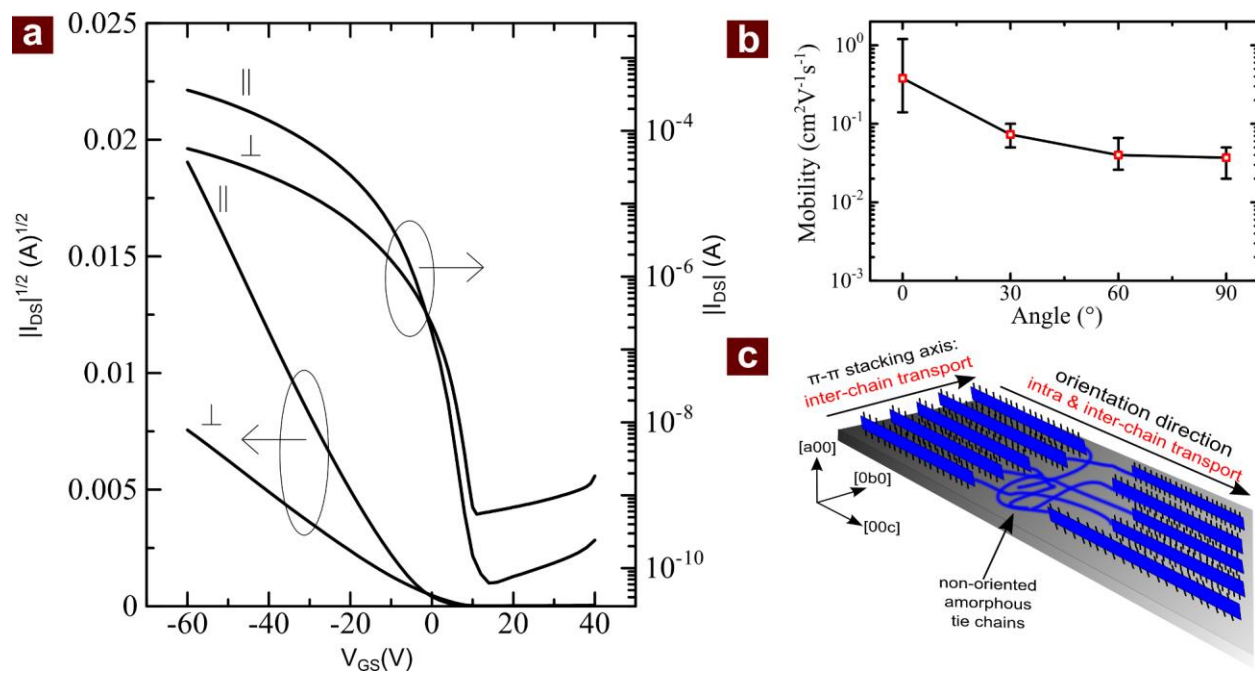 a
0.025
0.02
0.015
0.01
0.005
0
|I_DS|^1/2 (A)^1/2
||
⊥
||
⊥
10^-4
10^-6
10^-8
10^-10
|I_DS| (A)
-60 -40 -20 0 20 40
V_GS(V)
b
10^0
10^-1
10^-2
10^-3
Mobility (cm^2V^-1s^-1)
0 30 60 90
Angle (°)
c
π-π stacking axis:
inter-chain transport
orientation direction
intra & inter-chain transport
[a00]
[0b0]
[00c]
non-oriented
amorphous
tie chains